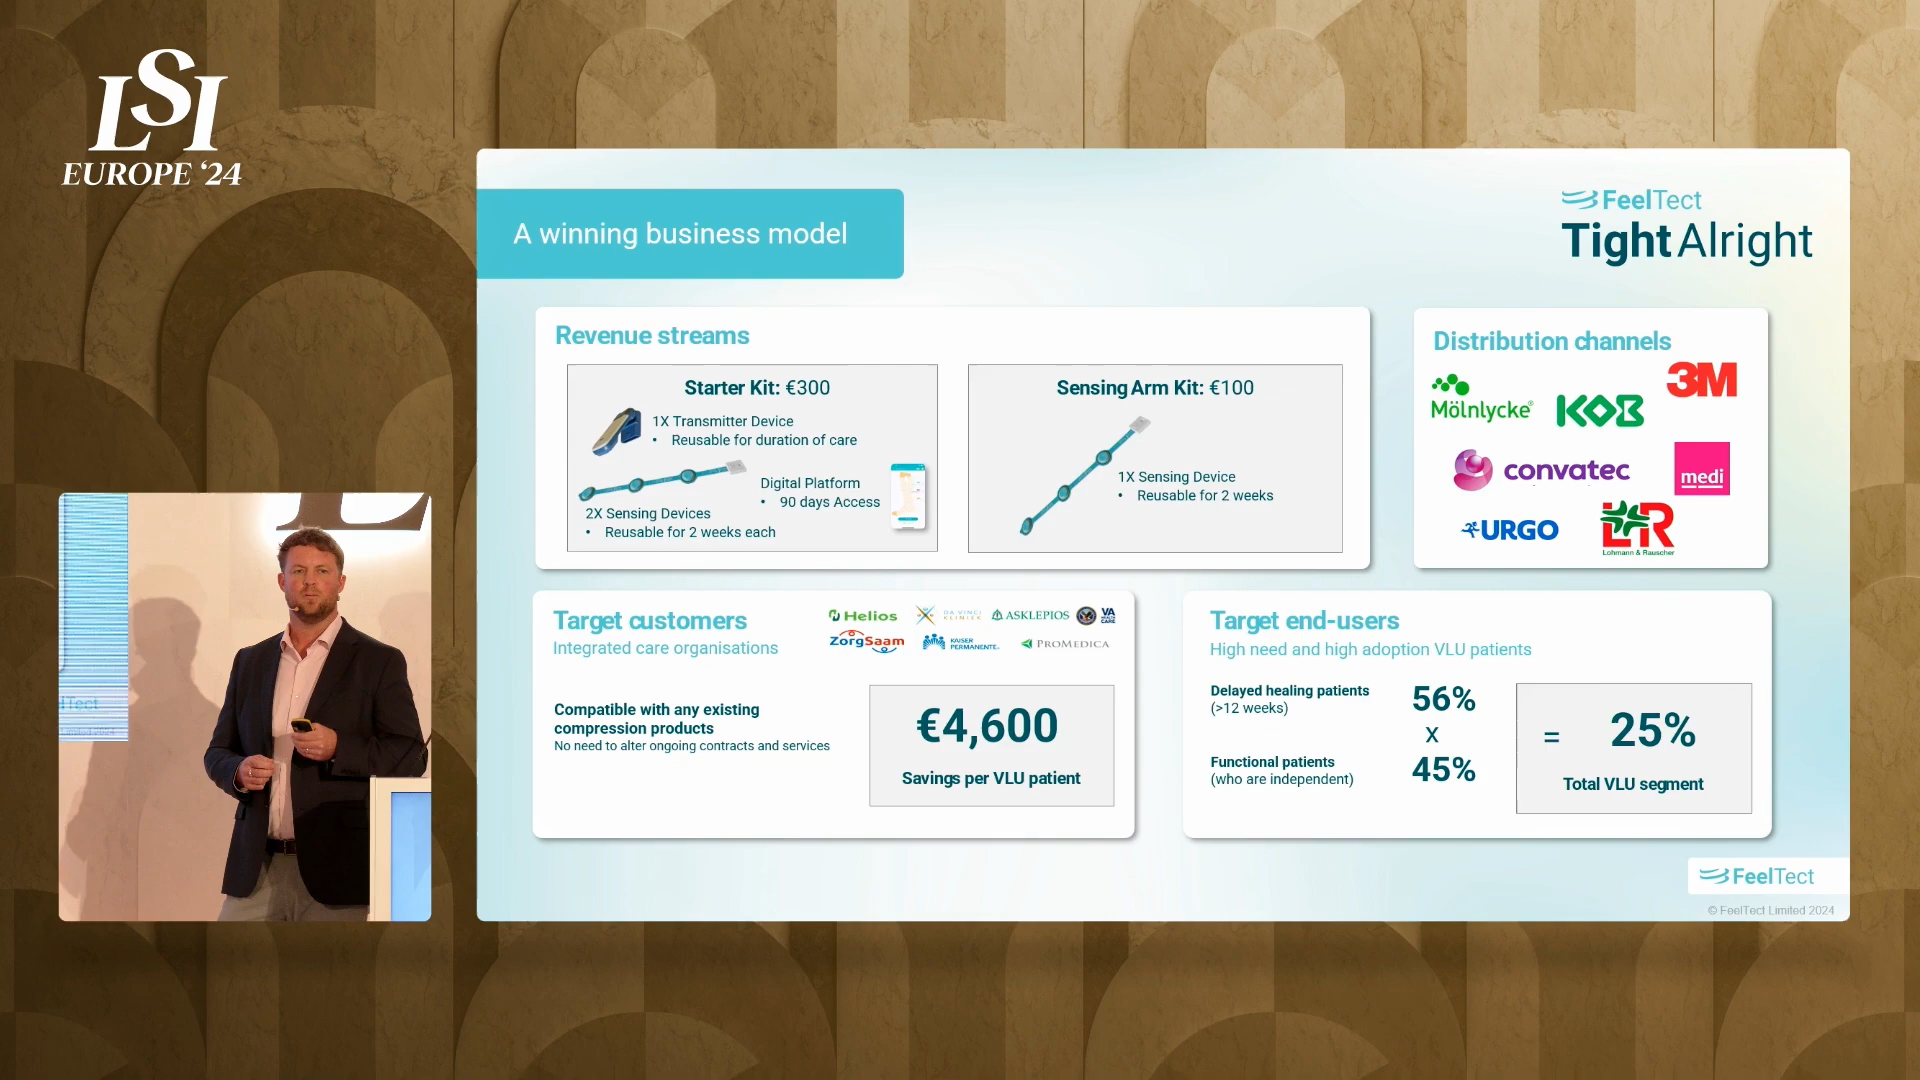 LSI
EUROPE '24
A winning business model
FeelTect
TightAlright
Revenue streams
Starter Kit: €300
1X Transmitter Device
• Reusable for duration of care
Digital Platform
• 90 days Access
2X Sensing Devices
• Reusable for 2 weeks each
Sensing Arm Kit: €100
1X Sensing Device
• Reusable for 2 weeks
Distribution channels
3M
Mölnlycke®
KOB
convatec
medi
URGO
L&R
Lohmann & Rauscher
Target customers
Integrated care organisations
Helios
DA VINCI
KLINIEK
ASKLEPIOS
VA
ZorgSaam
KAISER
PERMANENTE
PROMEDICA
Compatible with any existing
compression products
No need to alter ongoing contracts and services
€4,600
Savings per VLU patient
Target end-users
High need and high adoption VLU patients
Delayed healing patients
(>12 weeks)
56%
X
Functional patients
(who are independent)
45%
= 25%
Total VLU segment
FeelTect
© FeelTect Limited 2024